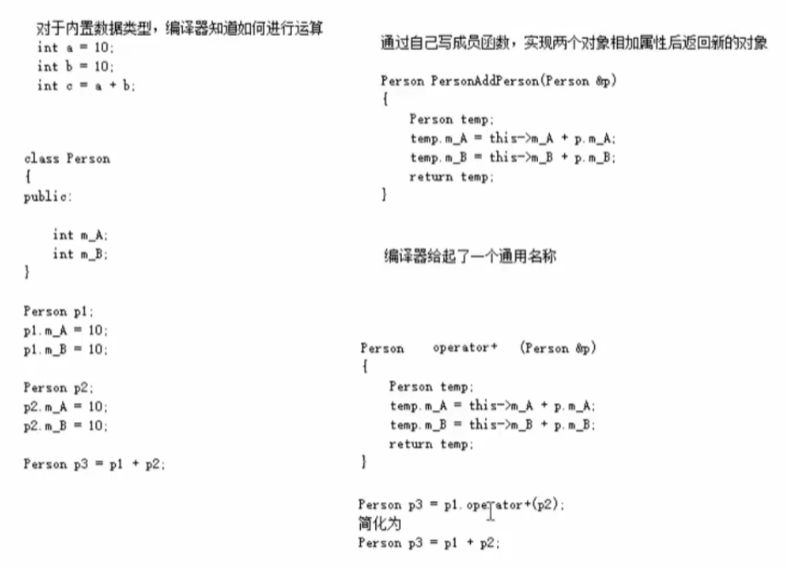 对于内置数据类型，编译器知道如何进行运算
int a = 10;
int b = 10;
int c = a + b;
class Person
{
public:
int m_A;
int m_B;
}
Person p1;
p1.m_A = 10;
p1.m_B = 10;
Person p2;
p2.m_A = 10;
p2.m_B = 10;
Person p3 = p1 + p2;
通过自己写成员函数，实现两个对象相加属性后返回新的对象
Person PersonAddPerson(Person &p)
{
Person temp;
temp.m_A = this->m_A + p.m_A;
temp.m_B = this->m_B + p.m_B;
return temp;
}
编译器给起了一个通用名称
Person operator+ (Person &p)
{
Person temp;
temp.m_A = this->m_A + p.m_A;
temp.m_B = this->m_B + p.m_B;
return temp;
}
Person p3 = p1.operator+(p2);
简化为
Person p3 = p1 + p2;